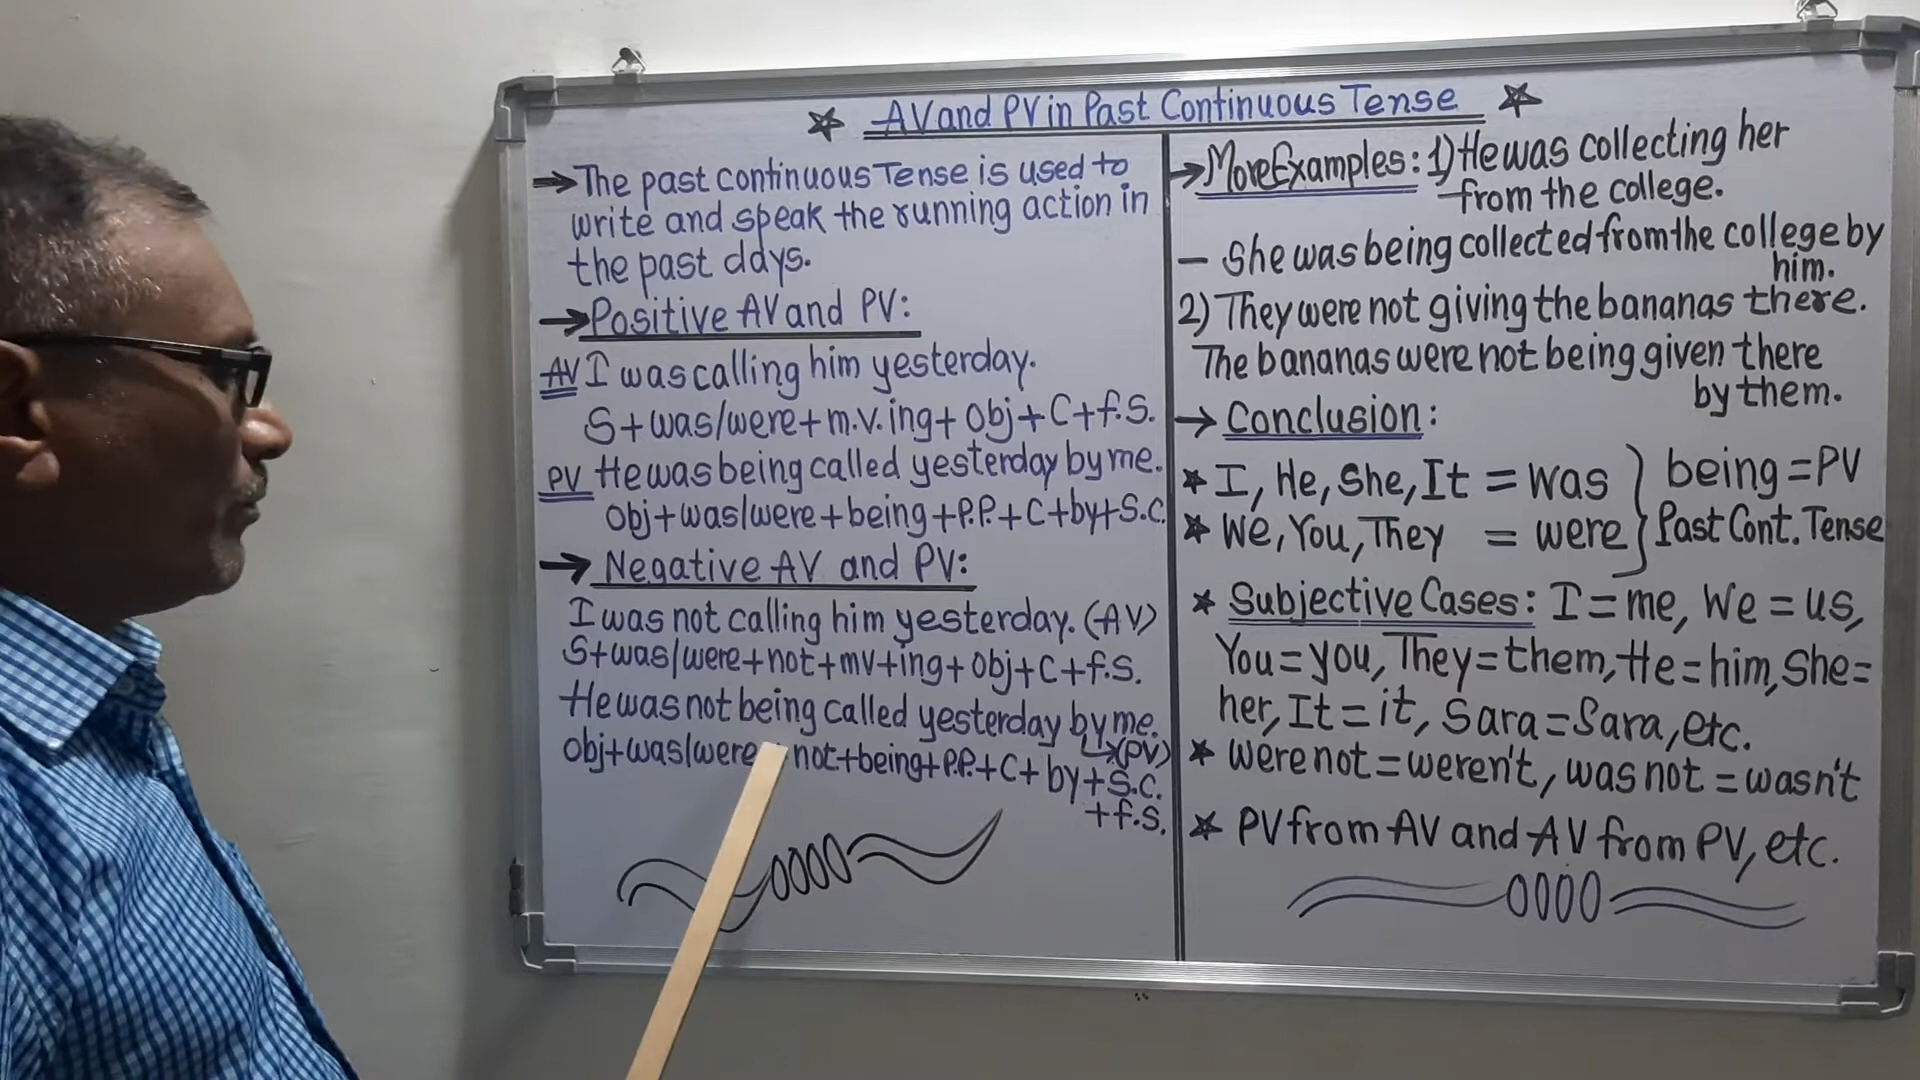 AV and PV in Past Continuous Tense
→The past continuous Tense is used to
write and speak the running action in
the past days.
→Positive AV and PV:
AV I was calling him yesterday.
S+was/were+m.v.ing+Obj+C+f.S.
PV He was being called yesterday by me.
Obj+was/were+being+P.P.+C+by+S.C.
→Negative AV and PV:
I was not calling him yesterday. (AV)
S+was/were+not+mv+ing+Obj+C+f.S.
He was not being called yesterday by me.
↳(PV)
Obj+was/were+not+being+P.P.+C+by+S.C.
+f.S.
→More Examples: 1) He was collecting her
from the college.
– She was being collected from the college by
him.
2) They were not giving the bananas there.
The bananas were not being given there
by them.
→ Conclusion:
★ I, He, She, It = was } being = PV
★ We, You, They = were } Past Cont. Tense
★ Subjective Cases: I = me, We = us,
You = you, They = them, He = him, She =
her, It = it, Sara = Sara, etc.
★ were not = weren't, was not = wasn't
★ PV from AV and AV from PV, etc.